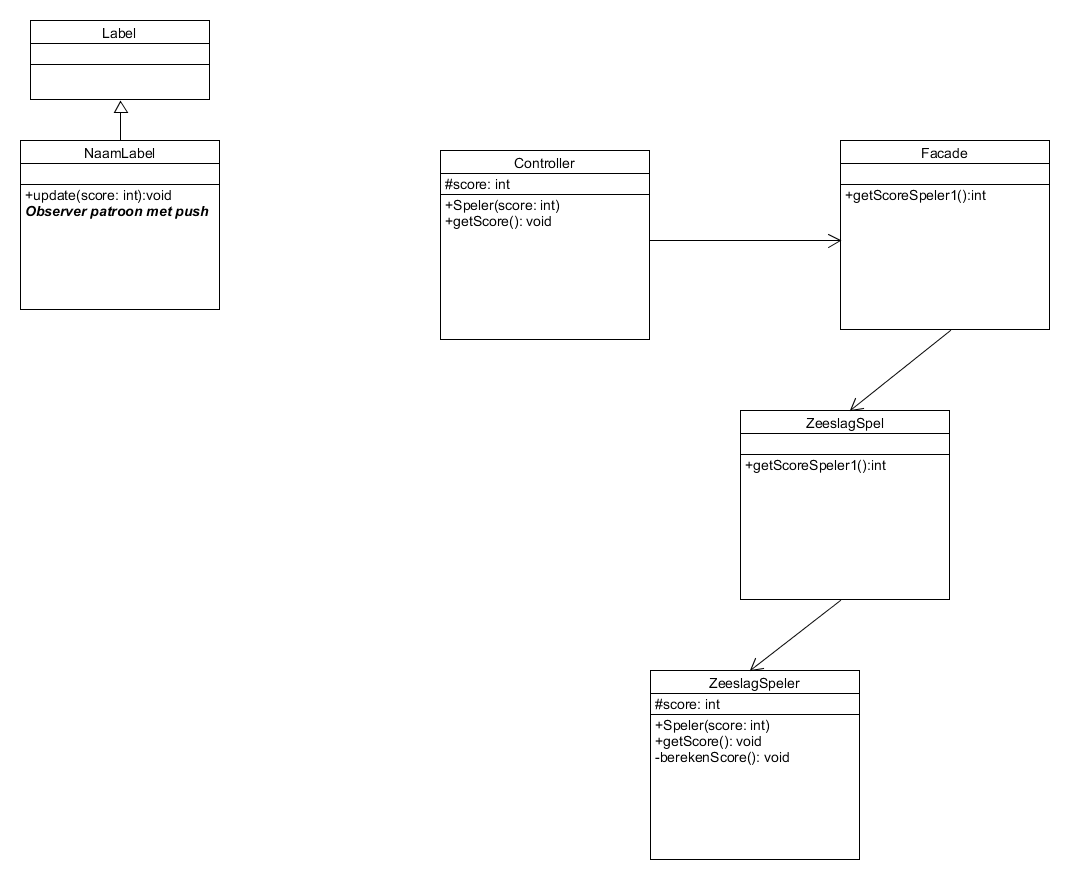 Label
NaamLabel
+update(score: int):void
Observer patroon met push
Controller
#score: int
+Speler(score: int)
+getScore(): void
Facade
+getScoreSpeler1():int
ZeeslagSpel
+getScoreSpeler1():int
ZeeslagSpeler
#score: int
+Speler(score: int)
+getScore(): void
-berekenScore(): void